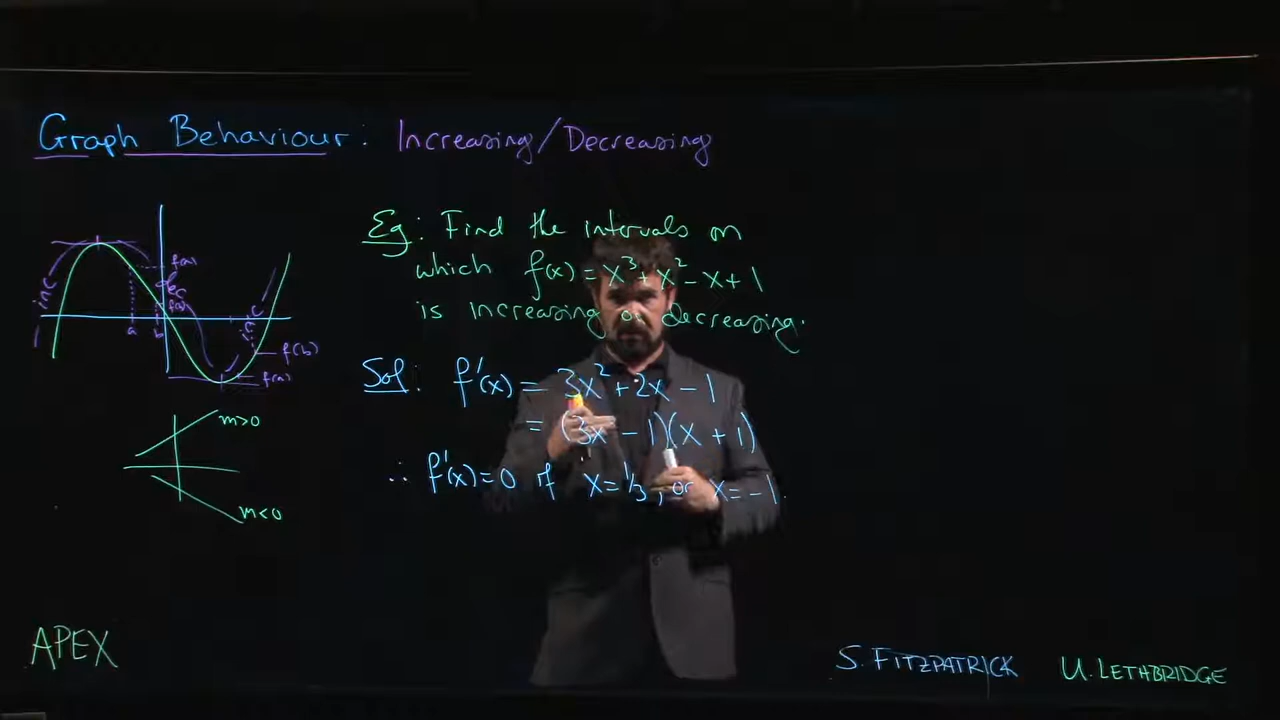 Graph Behaviour: Increasing/Decreasing
Eg: Find the intervals on
which f(x) = x³+x²-x+1
is increasing or decreasing.
Sol: f'(x) = 3x²+2x-1
= (3x-1)(x+1)
∴ f'(x)=0 if x=1/3, or x=-1.
inc
dec
f(a)
f(b)
a
b
f(b)
f(a)
m>0
m<0
APEX
S. FITZPATRICK
U. LETHBRIDGE